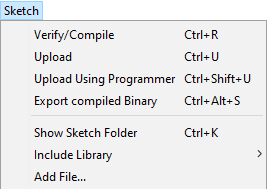 Sketch
Verify/Compile Ctrl+R
Upload Ctrl+U
Upload Using Programmer Ctrl+Shift+U
Export compiled Binary Ctrl+Alt+S
Show Sketch Folder Ctrl+K
Include Library
Add File...